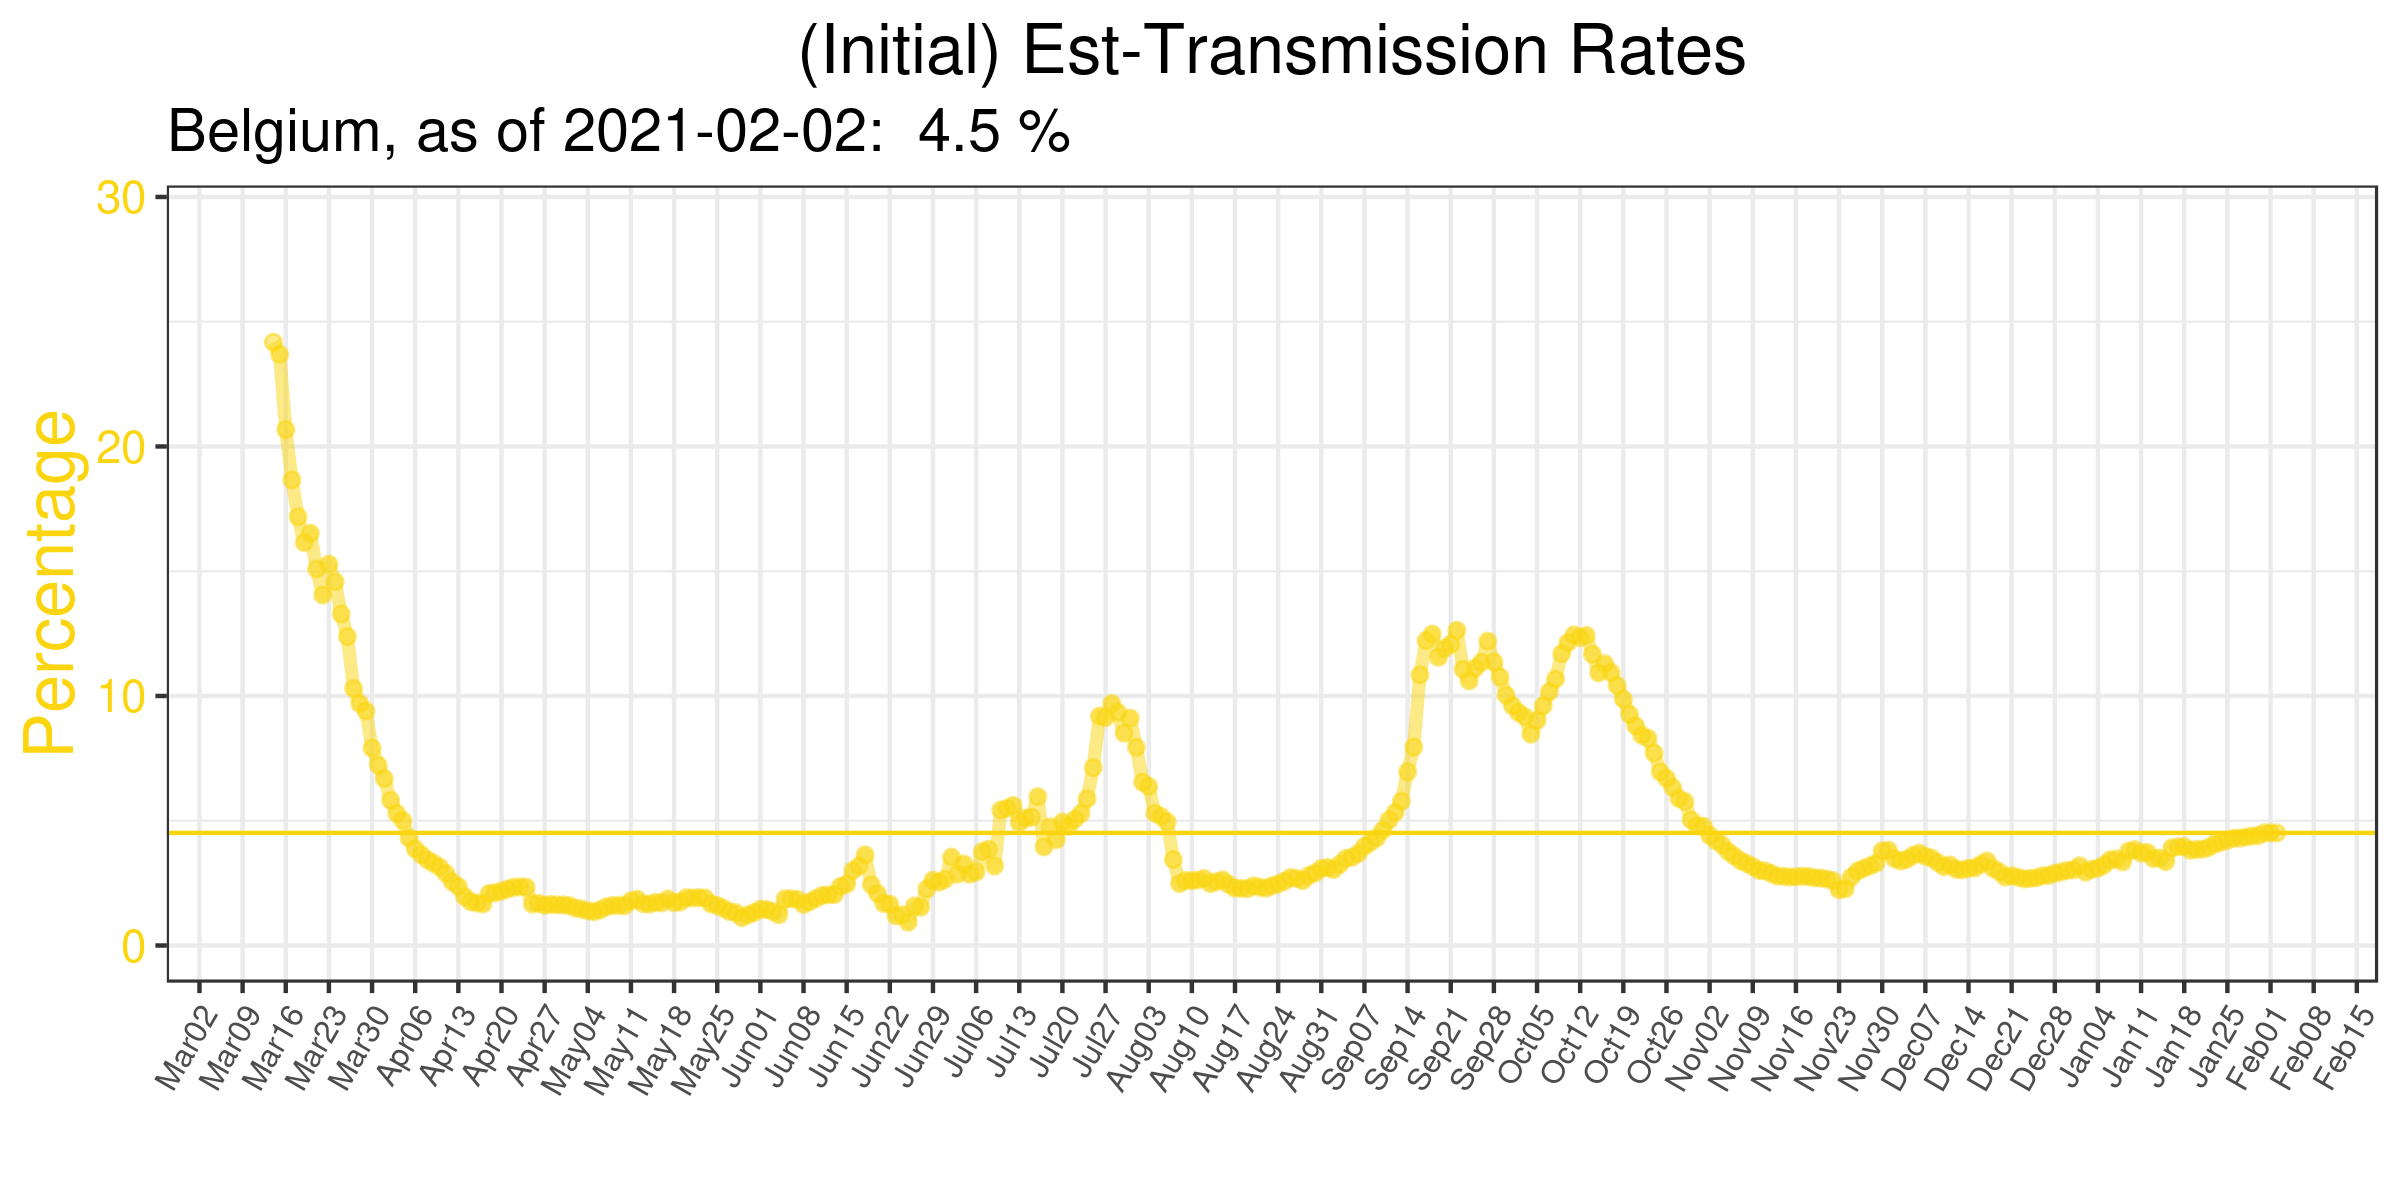 (Initial) Est-Transmission Rates
Belgium, as of 2021-02-02:  4.5 %
Percentage
30
20
10
0
Mar02
Mar09
Mar16
Mar23
Mar30
Apr06
Apr13
Apr20
Apr27
May04
May11
May18
May25
Jun01
Jun08
Jun15
Jun22
Jun29
Jul06
Jul13
Jul20
Jul27
Aug03
Aug10
Aug17
Aug24
Aug31
Sep07
Sep14
Sep21
Sep28
Oct05
Oct12
Oct19
Oct26
Nov02
Nov09
Nov16
Nov23
Nov30
Dec07
Dec14
Dec21
Dec28
Jan04
Jan11
Jan18
Jan25
Feb01
Feb08
Feb15